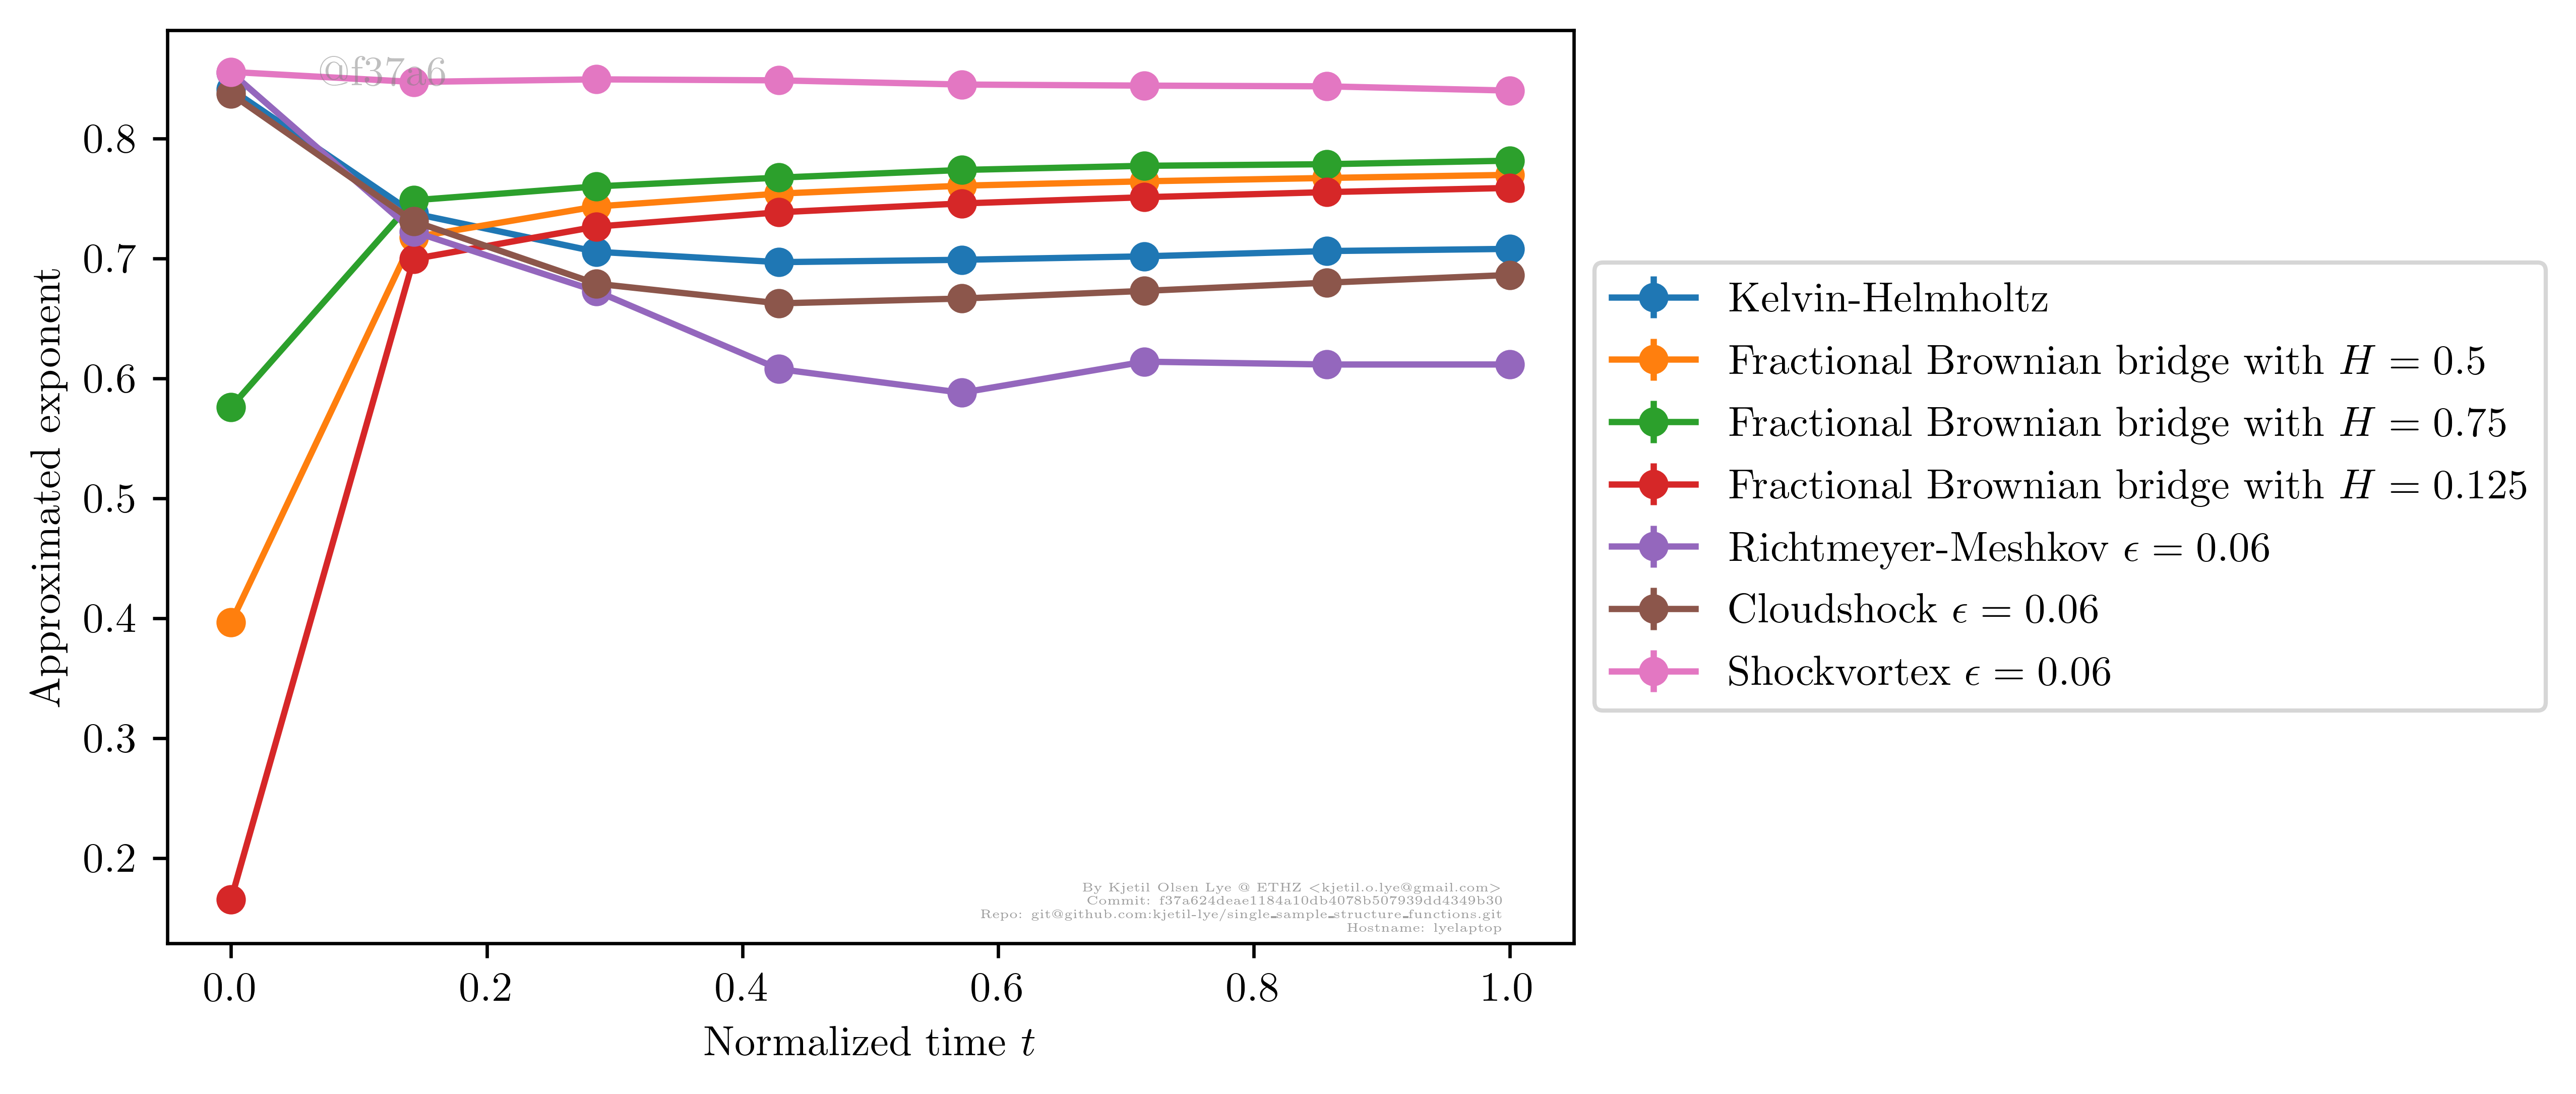 @f37a6
0.8
0.7
0.6
0.5
0.4
0.3
0.2
Approximated exponent
0.0 0.2 0.4 0.6 0.8 1.0
Normalized time t
Kelvin-Helmholtz
Fractional Brownian bridge with H = 0.5
Fractional Brownian bridge with H = 0.75
Fractional Brownian bridge with H = 0.125
Richtmeyer-Meshkov ϵ = 0.06
Cloudshock ϵ = 0.06
Shockvortex ϵ = 0.06
By Kjetil Olsen Lye @ ETHZ <kjetil.o.lye@gmail.com>
Commit: f37a624deae1184a10db4078b507939dd4349b30
Repo: git@github.com:kjetil-lye/single_sample_structure_functions.git
Hostname: lyelaptop